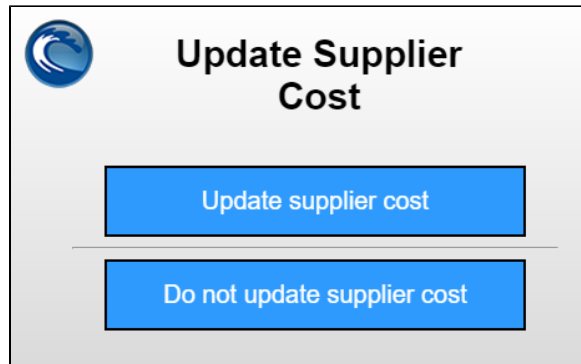 Update Supplier
Cost
Update supplier cost
Do not update supplier cost